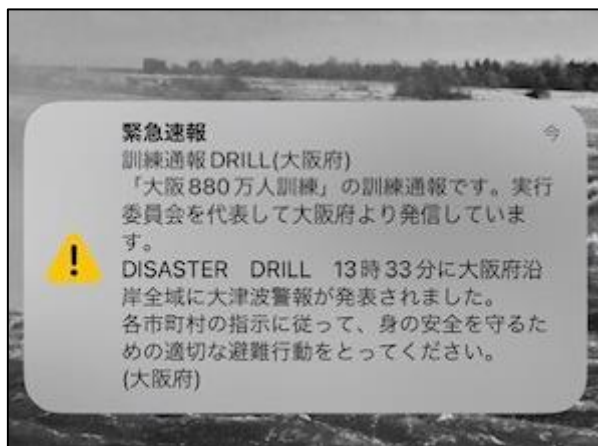 緊急速報
今
訓練通報DRILL(大阪府)
「大阪880万人訓練」の訓練通報です。実行
委員会を代表して大阪府より発信していま
す。
DISASTER DRILL 13時33分に大阪府沿
岸全域に大津波警報が発表されました。
各市町村の指示に従って、身の安全を守るた
めの適切な避難行動をとってください。
(大阪府)